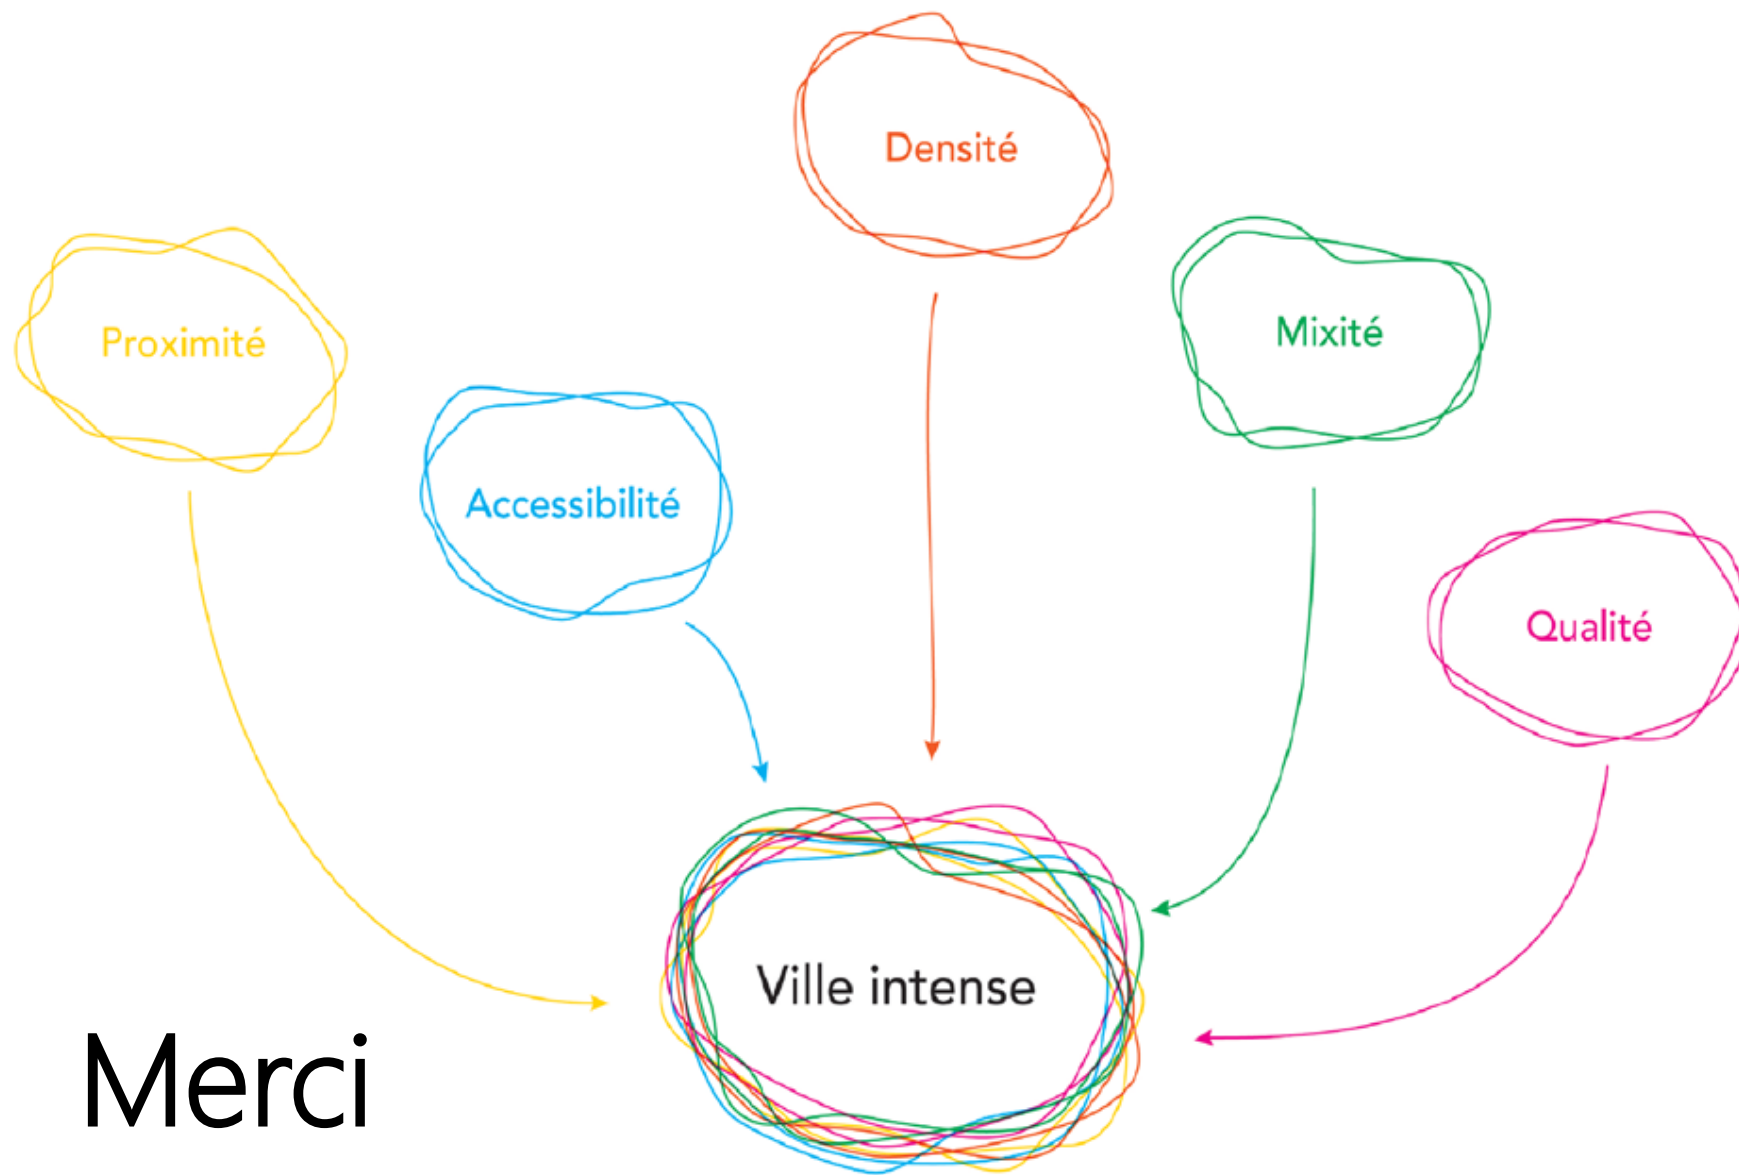 Densité
Proximité
Mixité
Accessibilité
Qualité
Ville intense
Merci